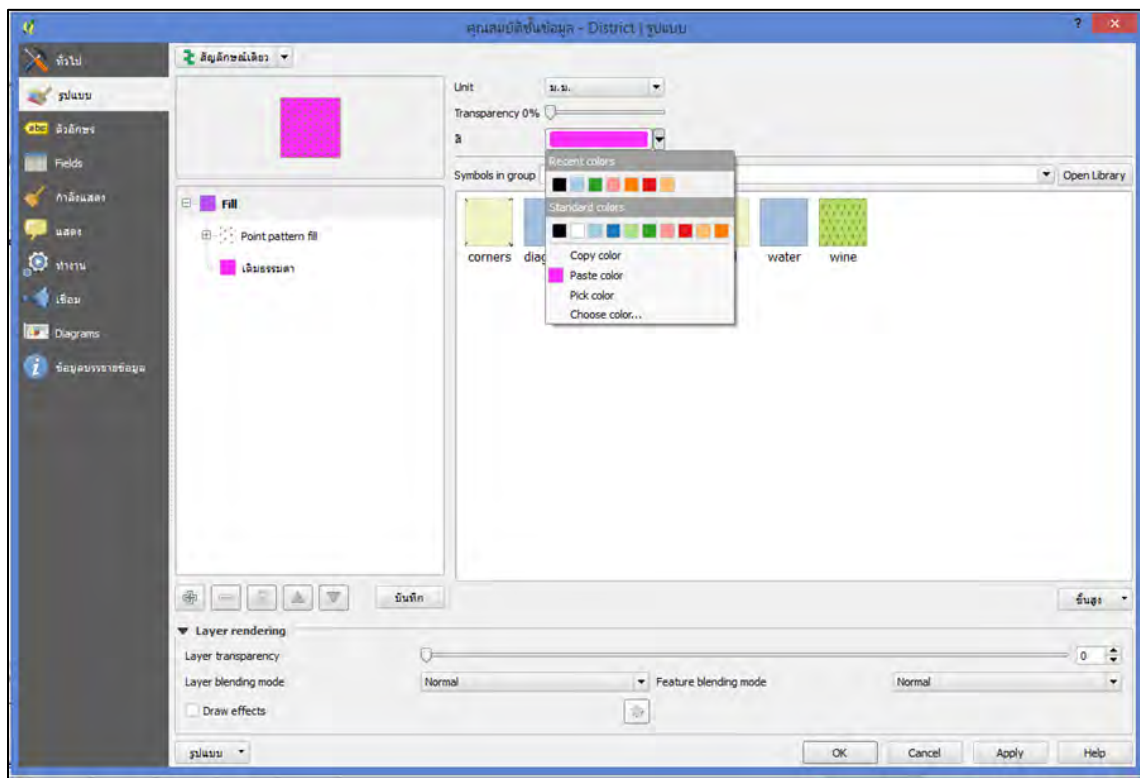 คุณสมบัติชั้นข้อมูล - District | รูปแบบ
?
ทั่วไป
รูปแบบ
abc ตัวอักษร
Fields
กำลังแสดง
แสดง
ทำงาน
เชื่อม
Diagrams
ข้อมูลบรรยายข้อมูล
สัญลักษณ์เดียว
Unit ม.ม.
Transparency 0%
สี
Symbols in group
Open Library
Recent colors
Standard colors
Copy color
Paste color
Pick color
Choose color...
Fill
Point pattern fill
เติมธรรมดา
corners
diag
water
wine
บันทึก
ขั้นสูง
Layer rendering
Layer transparency 0
Layer blending mode Normal Feature blending mode Normal
Draw effects
รูปแบบ
OK Cancel Apply Help